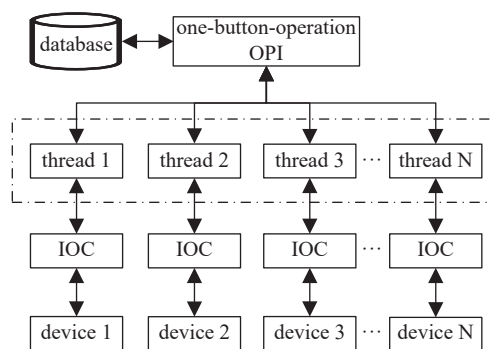 database
one-button-operation
OPI
thread 1 thread 2 thread 3 ··· thread N
IOC IOC IOC ··· IOC
device 1 device 2 device 3 ··· device N